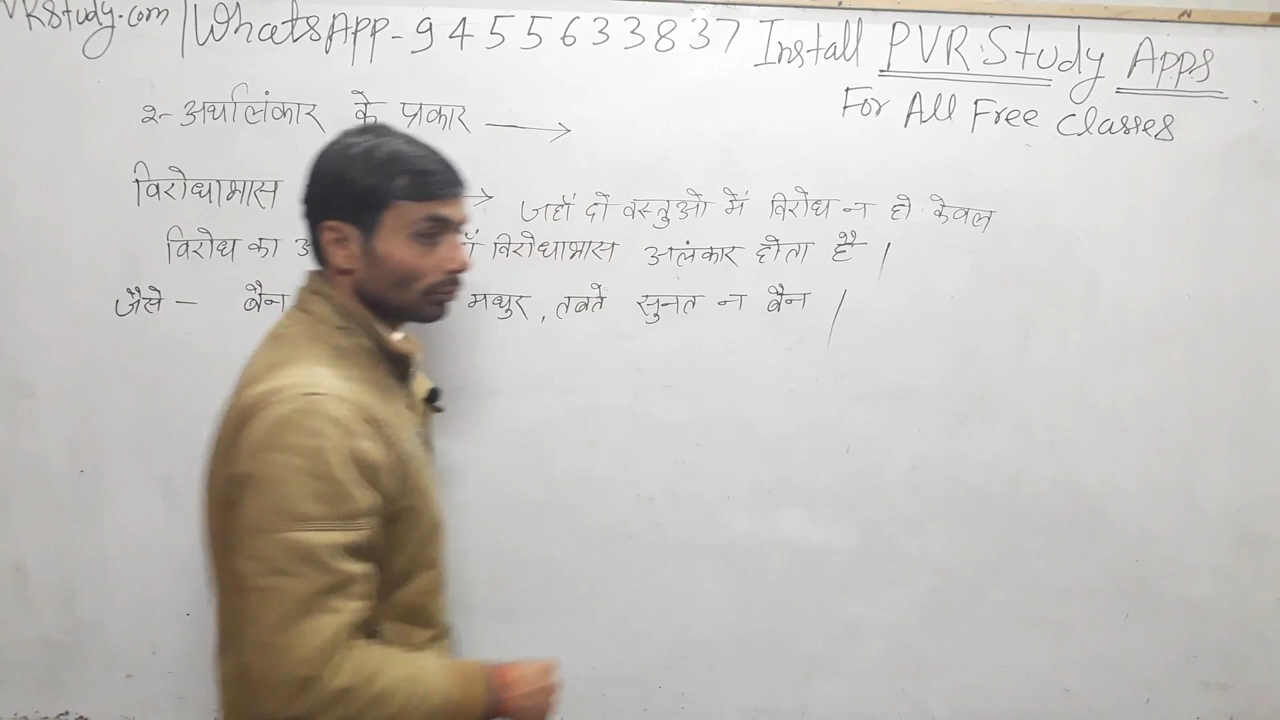 VRStudy.com / WhatsApp - 9455633837 Install PVR Study Apps
For All Free Classes
२- अर्थालंकार के प्रकार →
विरोधाभास → जहाँ दो वस्तुओ में विरोध न हो केवल
विरोध का विरोधाभास अलंकार होता है |
जैसे - बैन मधुर, तबतें सुनत न बैन |